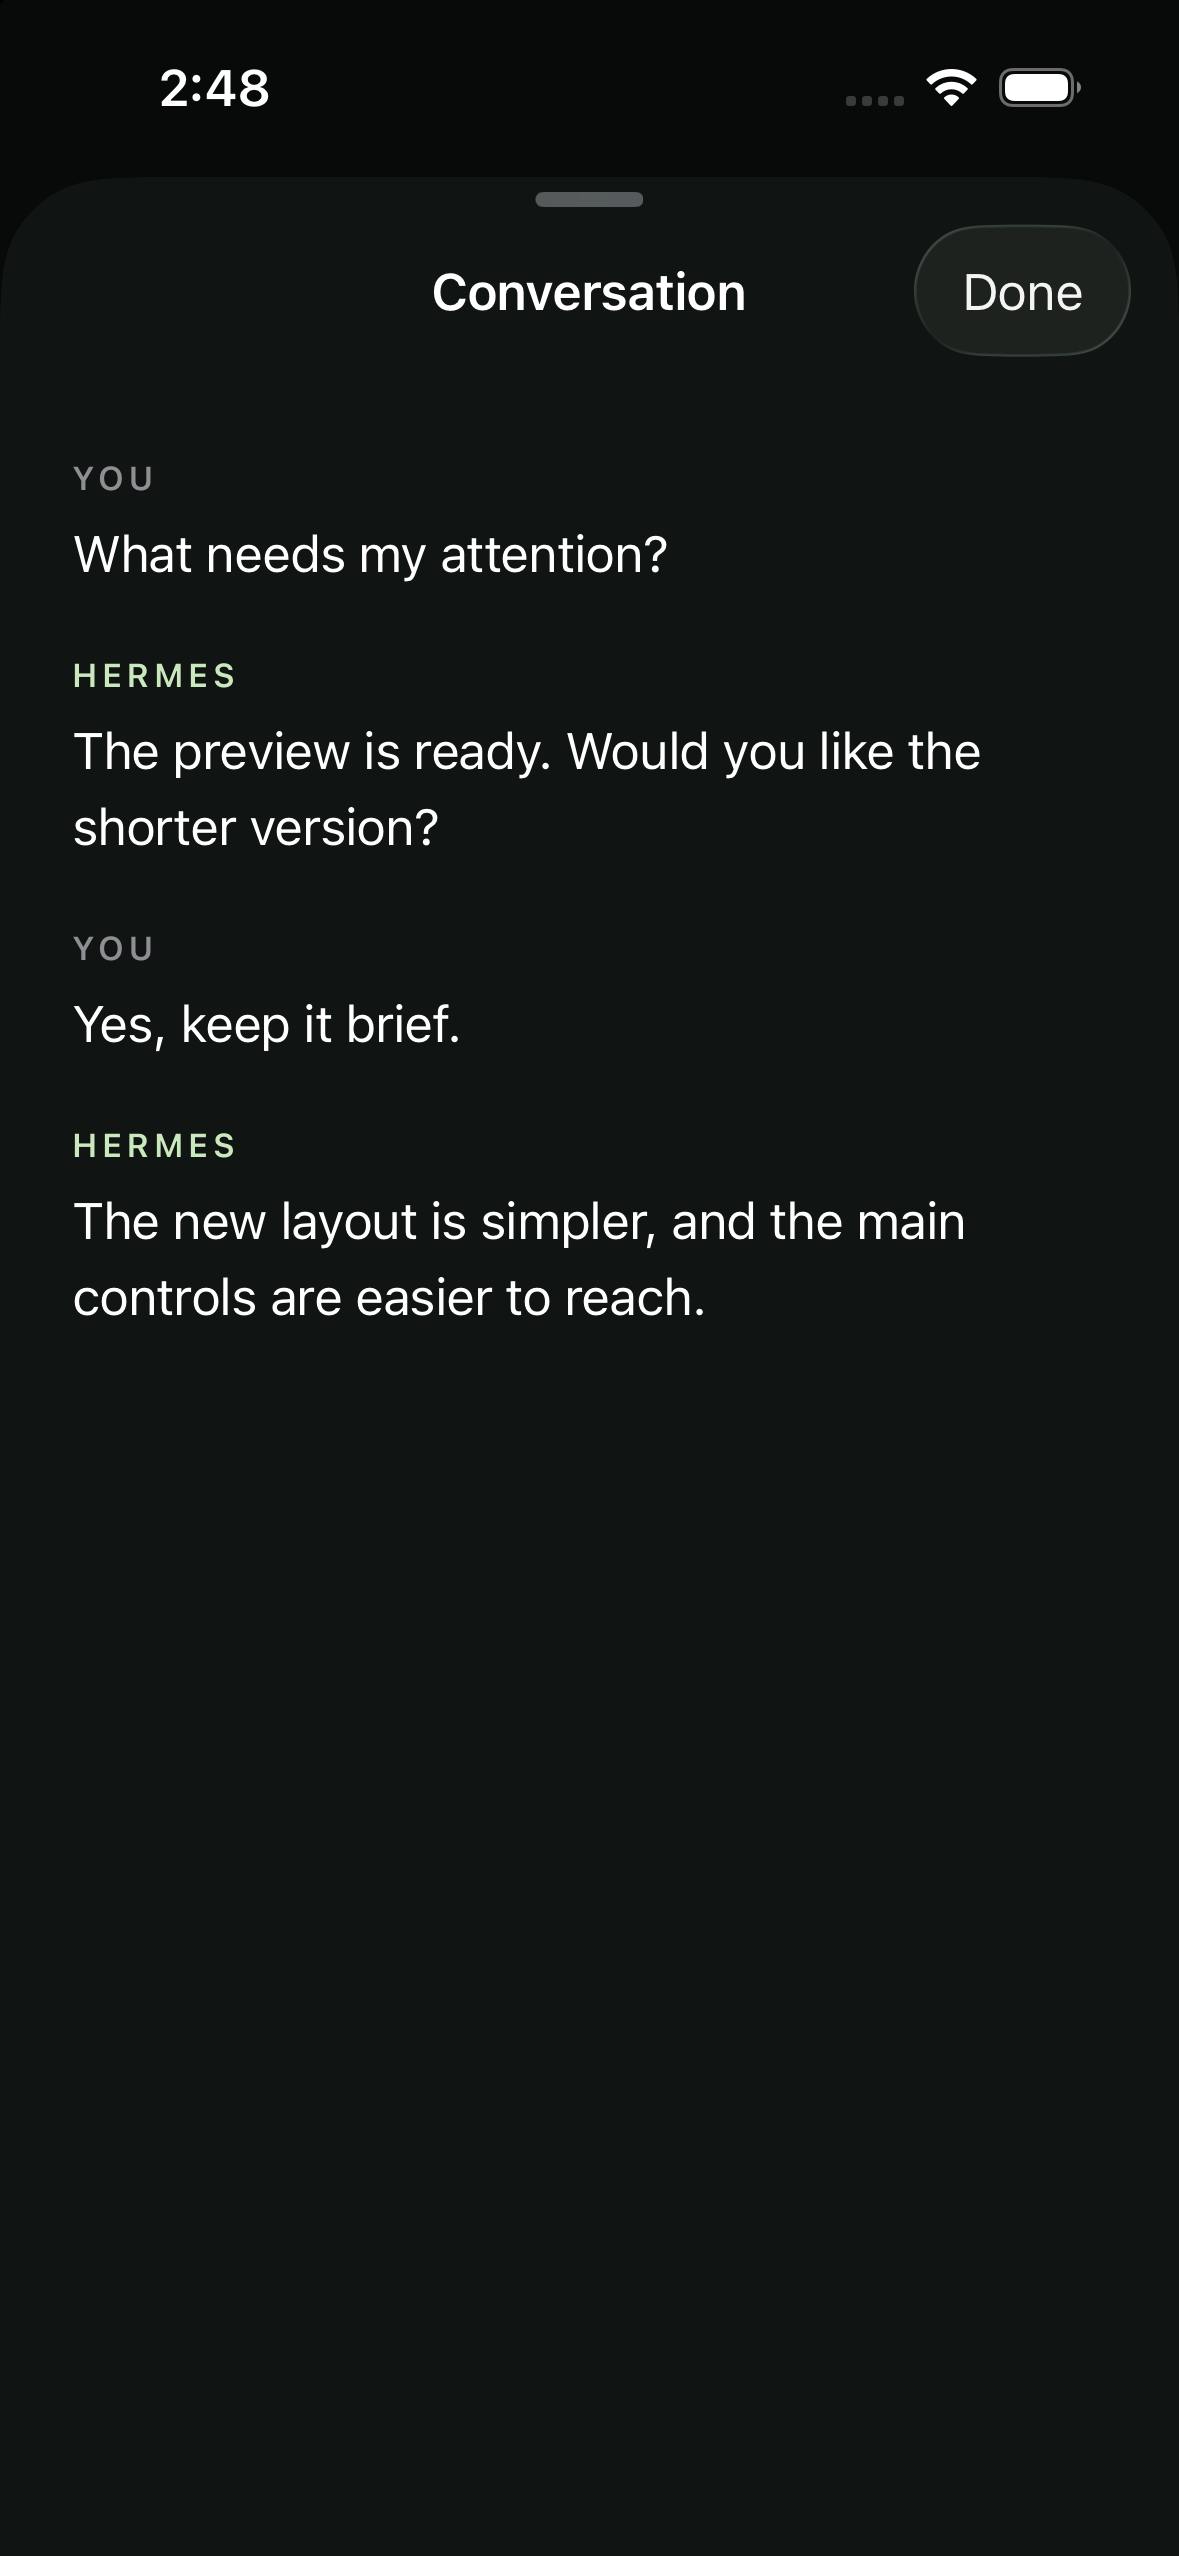 2:48
Conversation
Done
YOU
What needs my attention?
HERMES
The preview is ready. Would you like the
shorter version?
YOU
Yes, keep it brief.
HERMES
The new layout is simpler, and the main
controls are easier to reach.